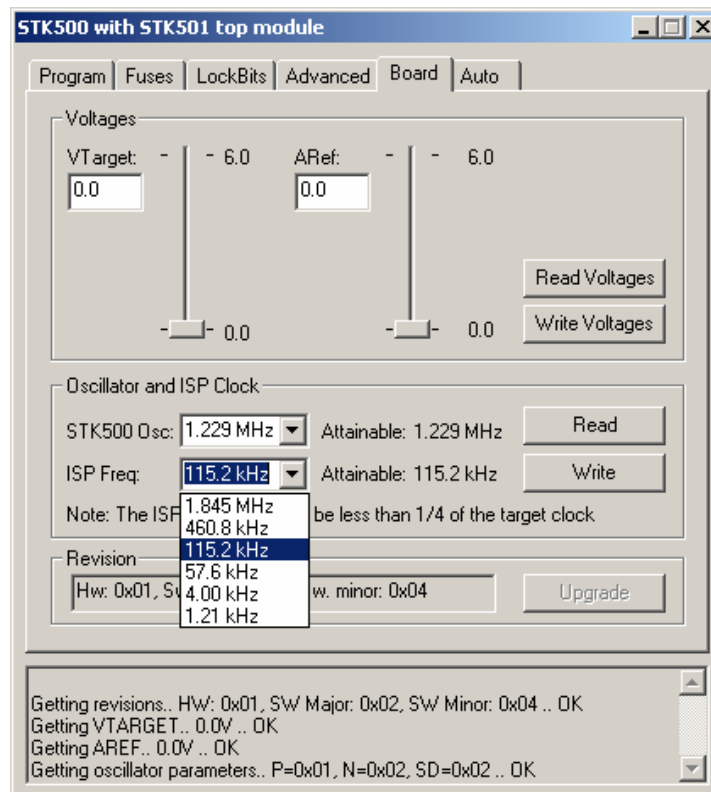 STK500 with STK501 top module
Program Fuses LockBits Advanced Board Auto
Voltages
VTarget: 6.0 ARef: 6.0
0.0 0.0
Read Voltages
0.0 0.0 Write Voltages
Oscillator and ISP Clock
STK500 Osc: 1.229 MHz Attainable: 1.229 MHz Read
ISP Freq: 115.2 kHz Attainable: 115.2 kHz Write
1.845 MHz
Note: The ISF be less than 1/4 of the target clock
460.8 kHz
115.2 kHz
Revision
57.6 kHz
Hw: 0x01, w. minor: 0x04 Upgrade
4.00 kHz
1.21 kHz
Getting revisions.. HW: 0x01, SW Major: 0x02, SW Minor: 0x04 .. OK
Getting VTARGET.. 0.0V .. OK
Getting AREF.. 0.0V .. OK
Getting oscillator parameters.. P=0x01, N=0x02, SD=0x02 .. OK